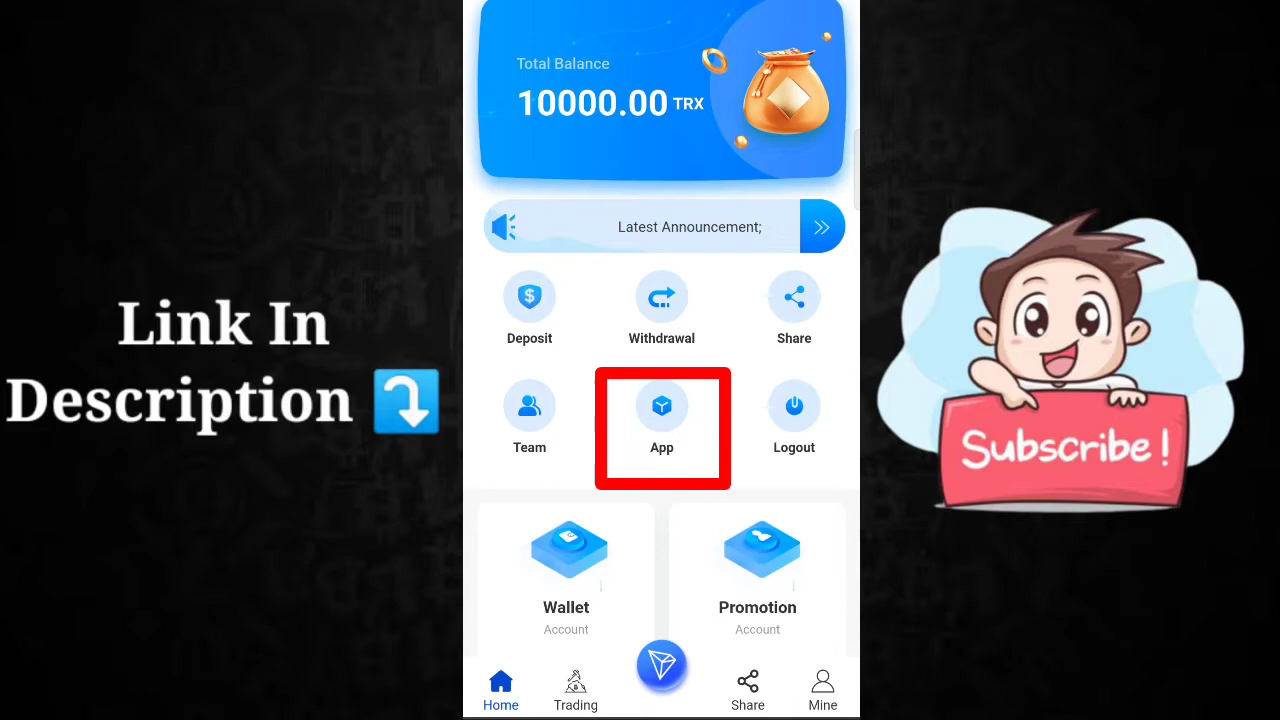 Link In
Description
Total Balance
10000.00 TRX
Latest Announcement;
Deposit
Withdrawal
Share
Team
App
Logout
Wallet
Account
Promotion
Account
Home
Trading
Share
Mine
Subscribe!